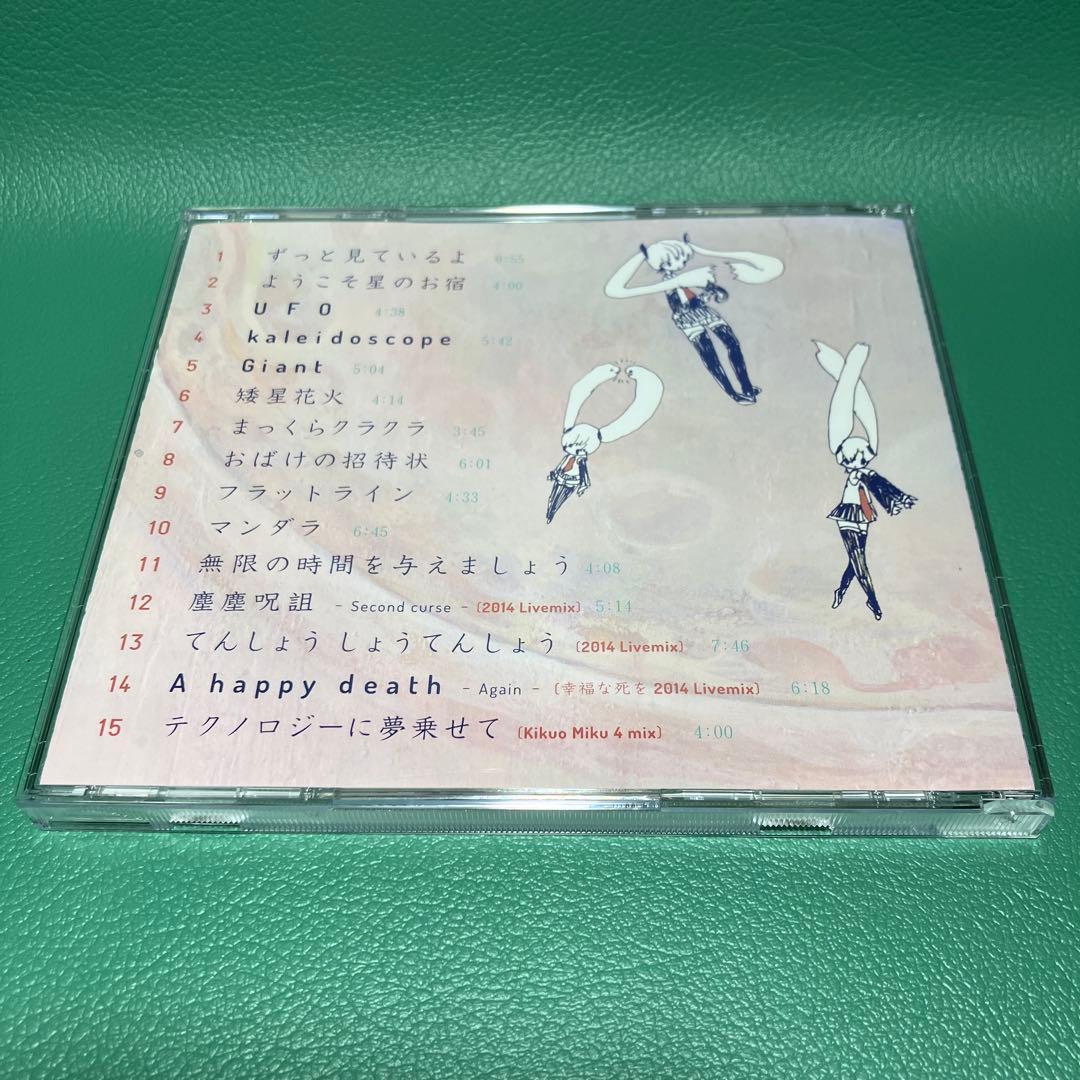 1 ずっと見ているよ 0:55
2 ようこそ星のお宿 4:00
3 UFO 4:38
4 kaleidoscope 5:42
5 Giant 5:04
6 矮星花火 4:14
7 まっくらクラクラ 3:45
8 おばけの招待状 6:01
9 フラットライン 4:33
10 マンダラ 6:45
11 無限の時間を与えましょう 4:08
12 塵塵呪詛 - Second curse - (2014 Livemix) 5:14
13 てんしょう しょうてんしょう (2014 Livemix) 7:46
14 A happy death - Again - (幸福な死を 2014 Livemix) 6:18
15 テクノロジーに夢乗せて (Kikuo Miku 4 mix) 4:00